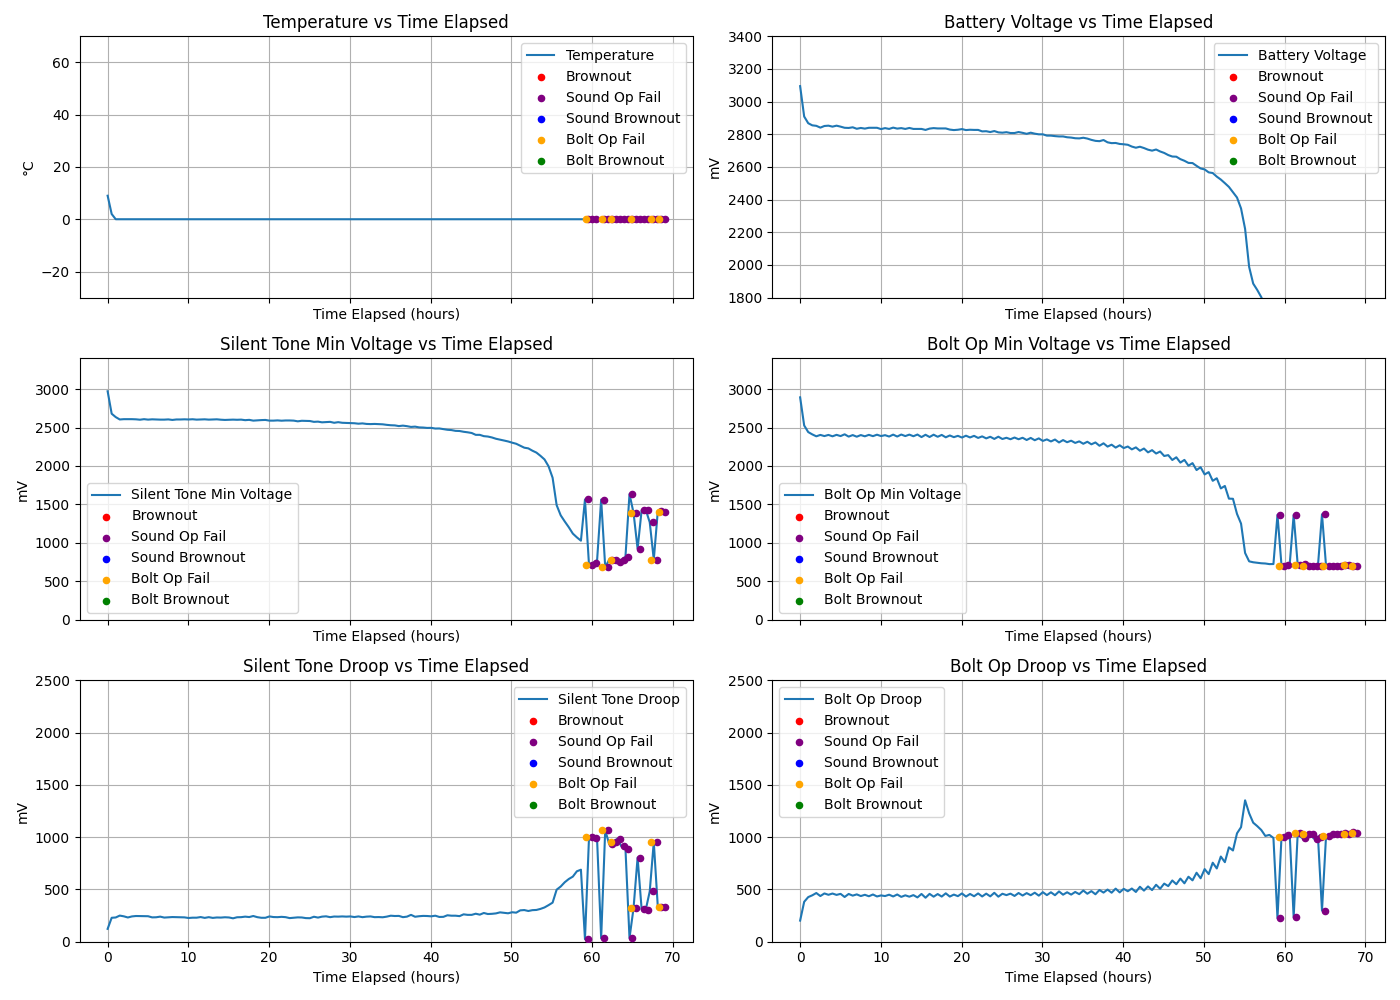 Temperature vs Time Elapsed
60
40
20
0
−20
°C
Time Elapsed (hours)
Temperature
Brownout
Sound Op Fail
Sound Brownout
Bolt Op Fail
Bolt Brownout
Battery Voltage vs Time Elapsed
3400
3200
3000
2800
2600
2400
2200
2000
1800
mV
Time Elapsed (hours)
Battery Voltage
Brownout
Sound Op Fail
Sound Brownout
Bolt Op Fail
Bolt Brownout
Silent Tone Min Voltage vs Time Elapsed
3000
2500
2000
1500
1000
500
0
mV
Time Elapsed (hours)
Silent Tone Min Voltage
Brownout
Sound Op Fail
Sound Brownout
Bolt Op Fail
Bolt Brownout
Bolt Op Min Voltage vs Time Elapsed
3000
2500
2000
1500
1000
500
0
mV
Time Elapsed (hours)
Bolt Op Min Voltage
Brownout
Sound Op Fail
Sound Brownout
Bolt Op Fail
Bolt Brownout
Silent Tone Droop vs Time Elapsed
2500
2000
1500
1000
500
0
mV
0 10 20 30 40 50 60 70
Time Elapsed (hours)
Silent Tone Droop
Brownout
Sound Op Fail
Sound Brownout
Bolt Op Fail
Bolt Brownout
Bolt Op Droop vs Time Elapsed
2500
2000
1500
1000
500
0
mV
0 10 20 30 40 50 60 70
Time Elapsed (hours)
Bolt Op Droop
Brownout
Sound Op Fail
Sound Brownout
Bolt Op Fail
Bolt Brownout